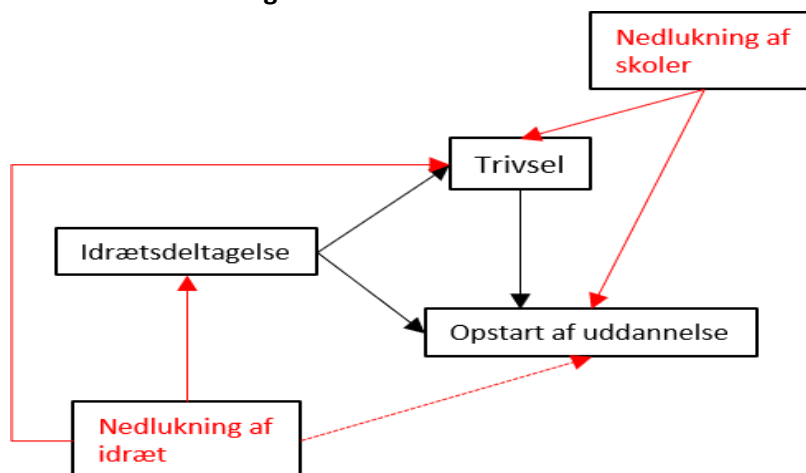 Nedlukning af
skoler
Trivsel
Idrætsdeltagelse
Opstart af uddannelse
Nedlukning af
idræt